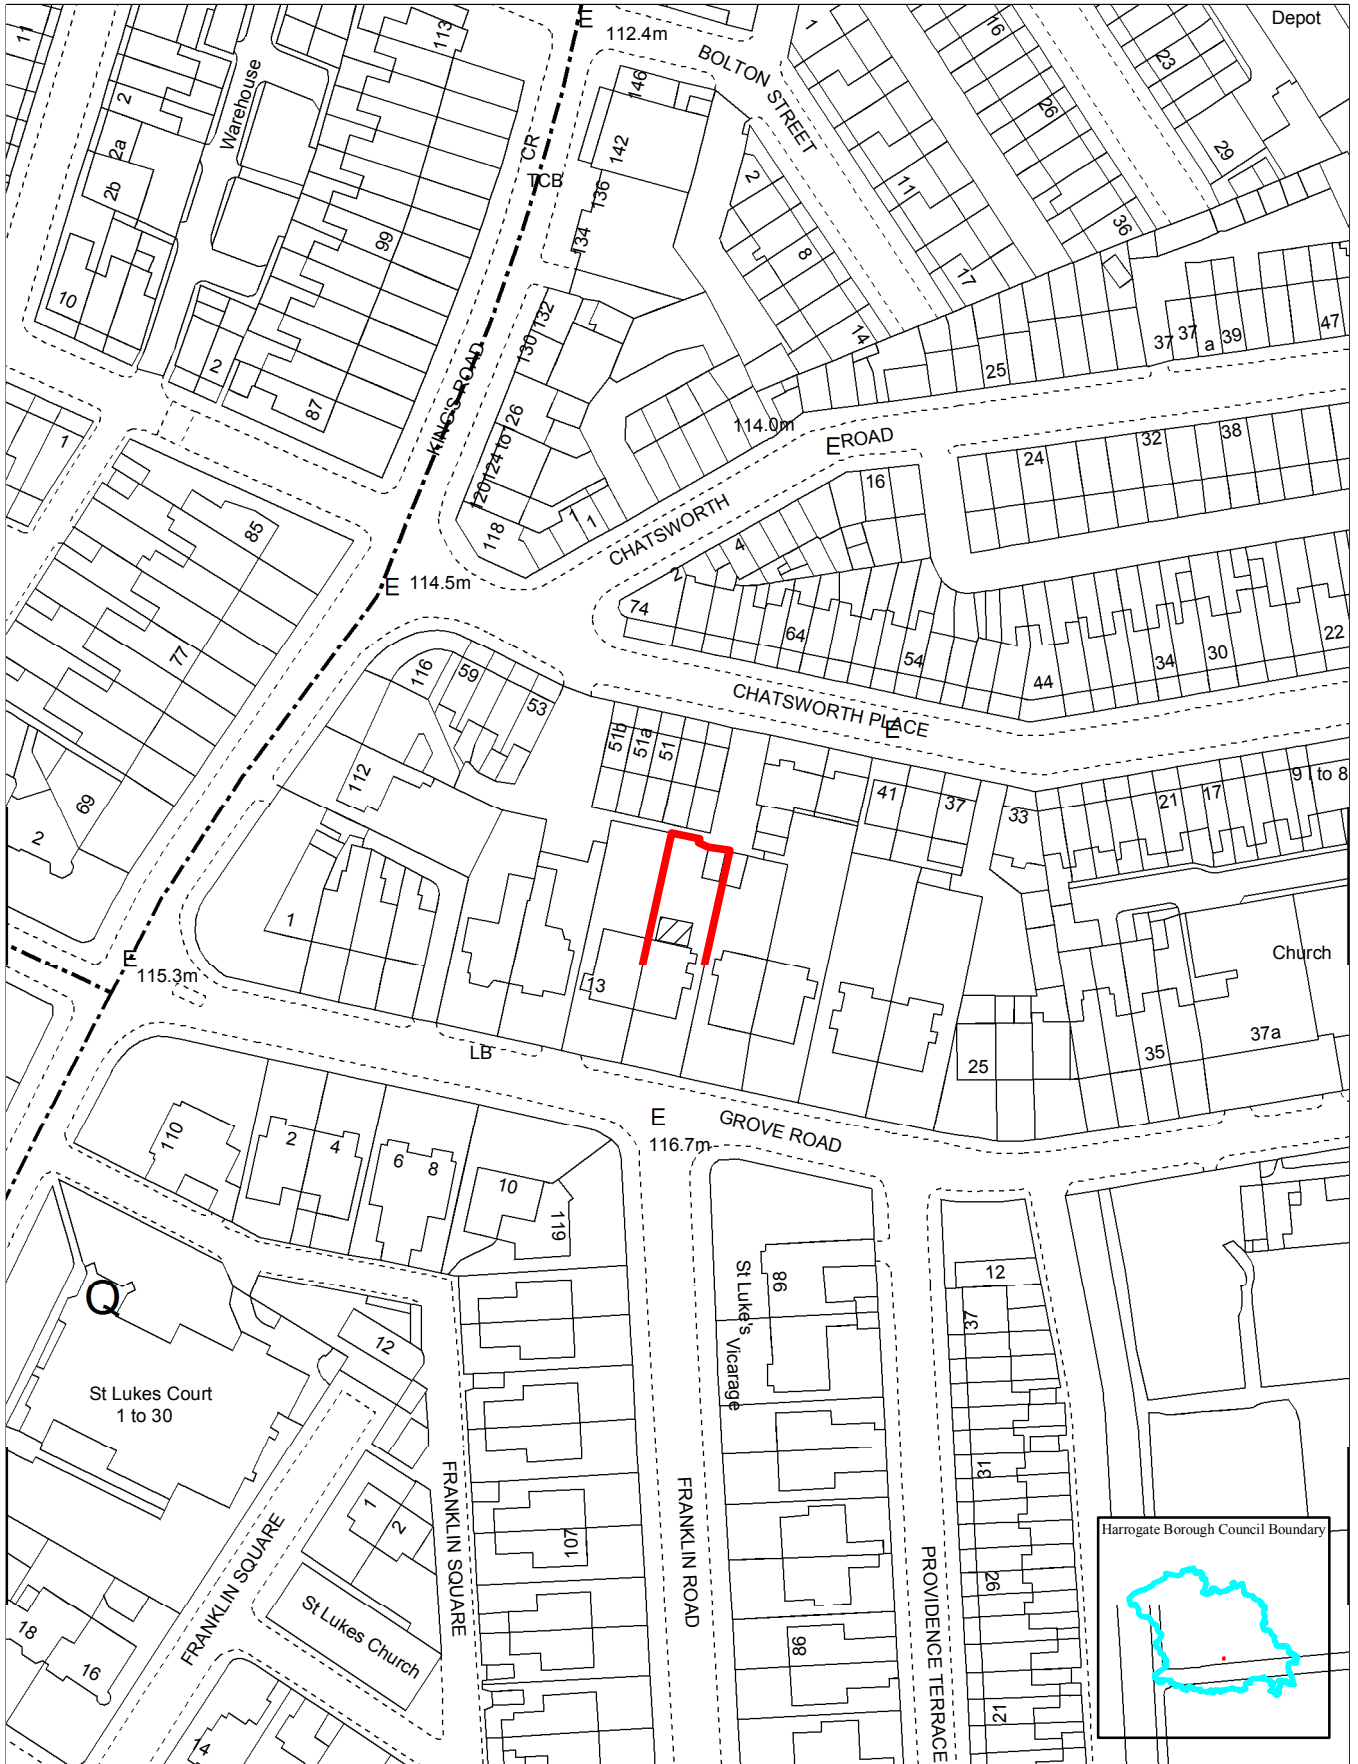 Depot
112.4m
BOLTON STREET
11
113
1
16
23
2
Warehouse
146
26
CR
142
2a
29
TCB
2
2b
136
11
36
99
134
8
17
10
132
130
14
37
37
a
39
47
25
2
KING'S ROAD
87
124 to 126
114.0m
ROAD
32
38
1
24
16
120
85
118
1
1
CHATSWORTH
4
114.5m
2
74
64
54
22
30
34
77
116
59
44
53
CHATSWORTH PLACE
51b
51a
51
112
41
37
33
21
17
9
1 to 8
69
2
1
Church
115.3m
13
37a
LB
35
25
GROVE ROAD
116.7m
110
2
4
6
8
10
119
St Luke's
Vicarage
86
12
37
12
St Lukes Court
1 to 30
31
FRANKLIN SQUARE
FRANKLIN SQUARE
FRANKLIN ROAD
1
2
107
Harrogate Borough Council Boundary
PROVIDENCE TERRACE
26
St Lukes Church
18
16
98
21
14
E
E
E
E
E
E
Q